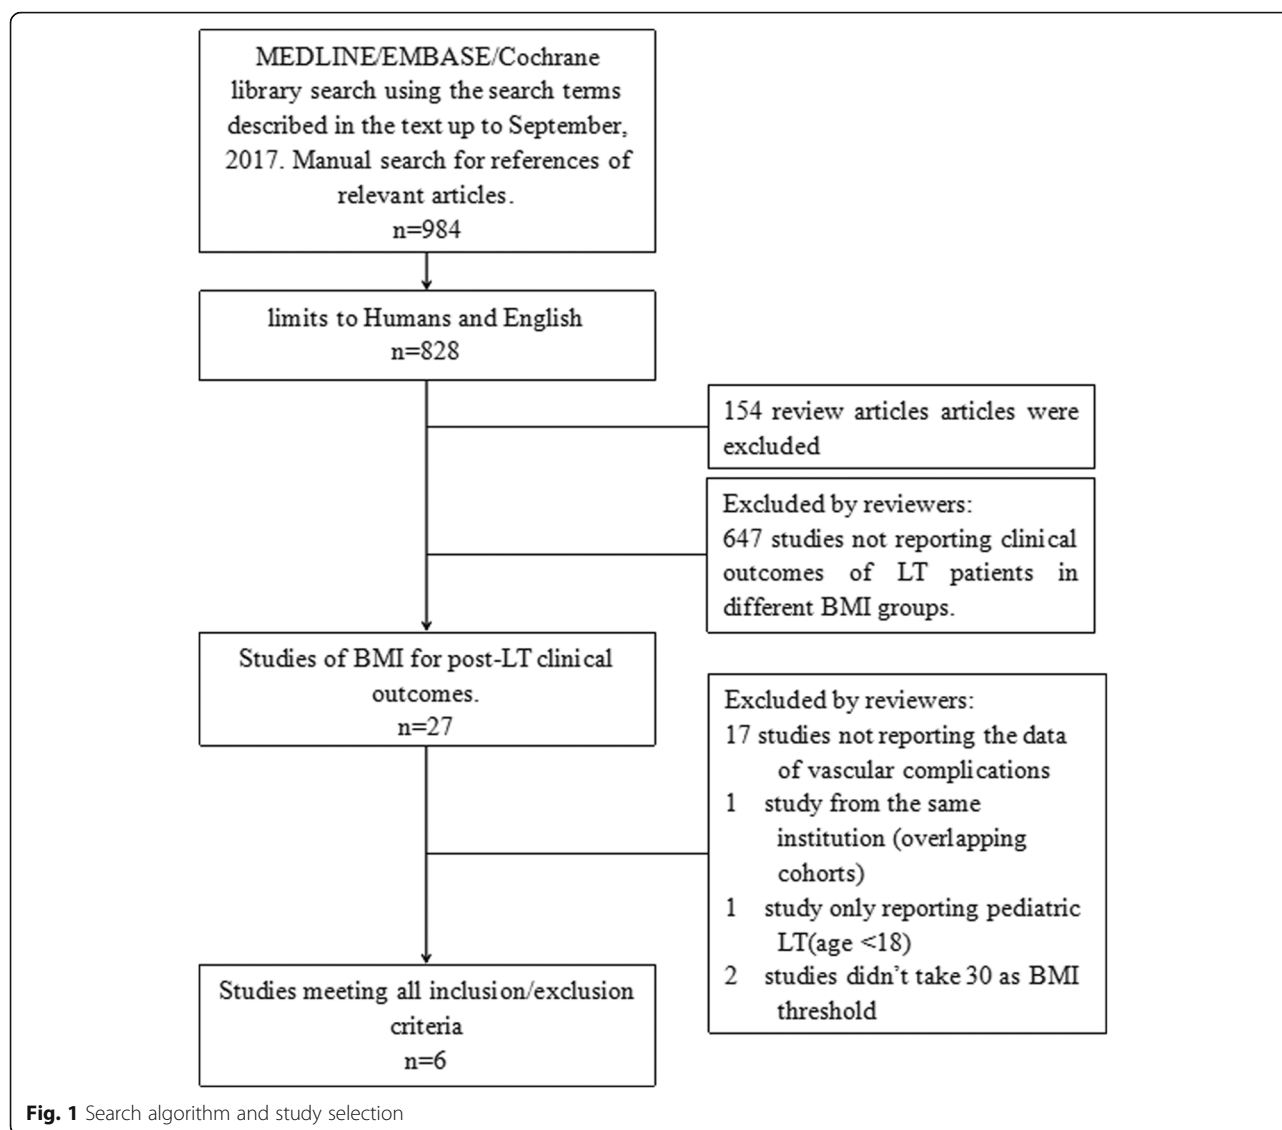 MEDLINE/EMBASE/Cochrane
library search using the search terms
described in the text up to September,
2017. Manual search for references of
relevant articles.
n=984
limits to Humans and English
n=828
154 review articles articles were
excluded
Excluded by reviewers:
647 studies not reporting clinical
outcomes of LT patients in
different BMI groups.
Studies of BMI for post-LT clinical
outcomes.
n=27
Excluded by reviewers:
17 studies not reporting the data
of vascular complications
1 study from the same
institution (overlapping
cohorts)
1 study only reporting pediatric
LT(age <18)
2 studies didn't take 30 as BMI
threshold
Studies meeting all inclusion/exclusion
criteria
n=6
Fig. 1 Search algorithm and study selection